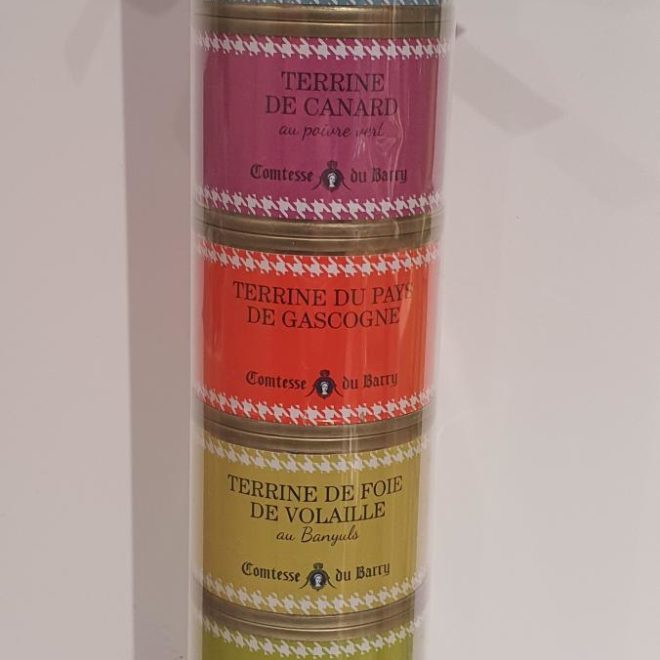 TERRINE
DE CANARD
au poivre vert
Comtesse du Barry
TERRINE DU PAYS
DE GASCOGNE
Comtesse du Barry
TERRINE DE FOIE
DE VOLAILLE
au Banyuls
Comtesse du Barry